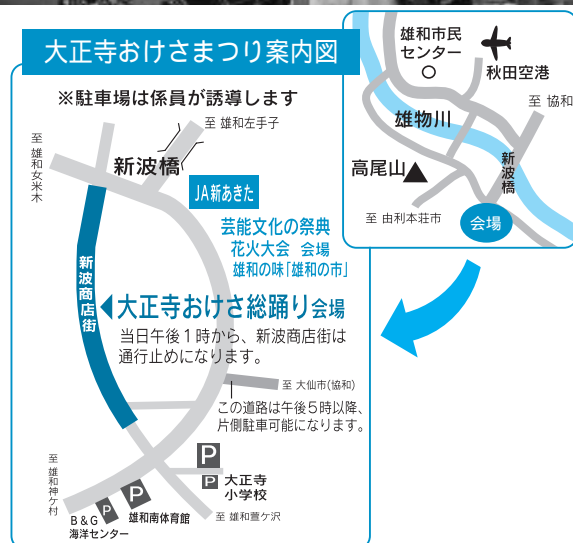 大正寺おけさまつり案内図
※駐車場は係員が誘導します
至 雄和左手子
至 雄和女米木
新波橋
JA新あきた
芸能文化の祭典
花火大会 会場
雄和の味「雄和の市」
新波商店街
大正寺おけさ総踊り会場
当日午後1時から、新波商店街は
通行止めになります。
至 大仙市(協和)
この道路は午後5時以降、
片側駐車可能になります。
P
P
大正寺
小学校
至 雄和神ケ村
P
P
B&G
海洋センター
雄和南体育館
至 雄和萱ケ沢
雄和市民
センター
秋田空港
至 協和
雄物川
新波橋
高尾山
至 由利本荘市
会場